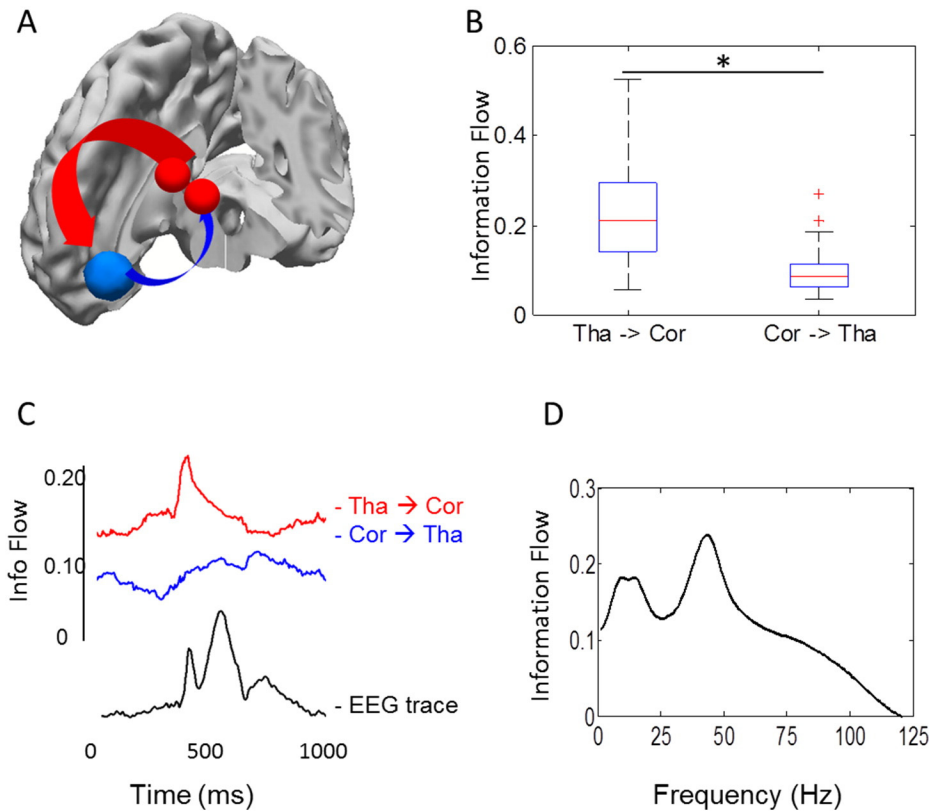 A
B
Information Flow
0.6
0.4
0.2
0
*
Tha -> Cor
Cor -> Tha
C
Info Flow
0.20
0.10
0
- Tha → Cor
- Cor → Tha
- EEG trace
0 500 1000
Time (ms)
D
Information Flow
0.3
0.2
0.1
0
0 25 50 75 100 125
Frequency (Hz)